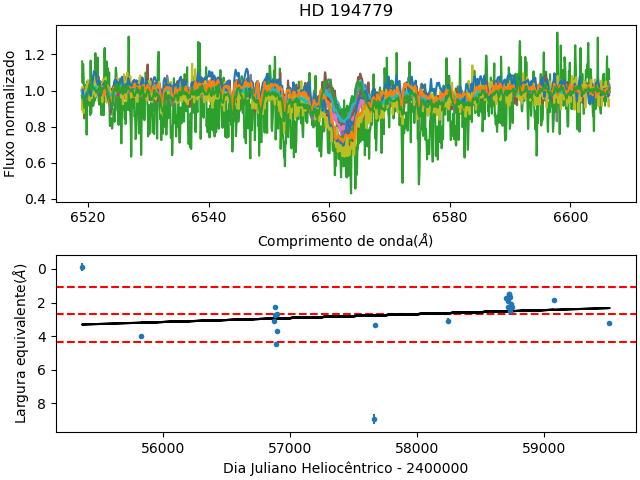 HD 194779
Fluxo normalizado
1.2
1.0
0.8
0.6
0.4
6520 6540 6560 6580 6600
Comprimento de onda(Å)
Largura equivalente(Å)
0
2
4
6
8
56000 57000 58000 59000
Dia Juliano Heliocêntrico - 2400000